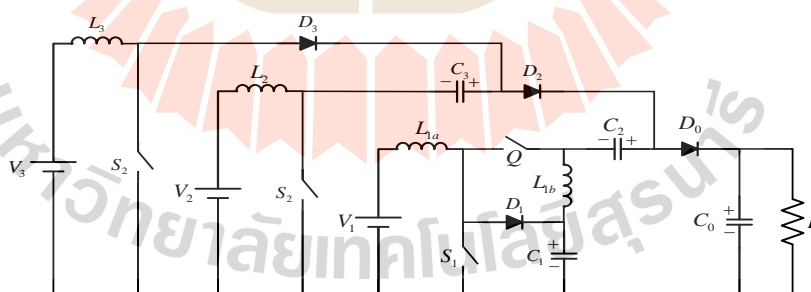 L3
D3
L2
C3
− +
D2
L1a
Q
C2
− +
D0
V3
S2
V2
S2
V1
L1b
D1
S1
C1
+
−
C0
+
−
มหาวิทยาลัยเทคโนโลยีสุรนาร